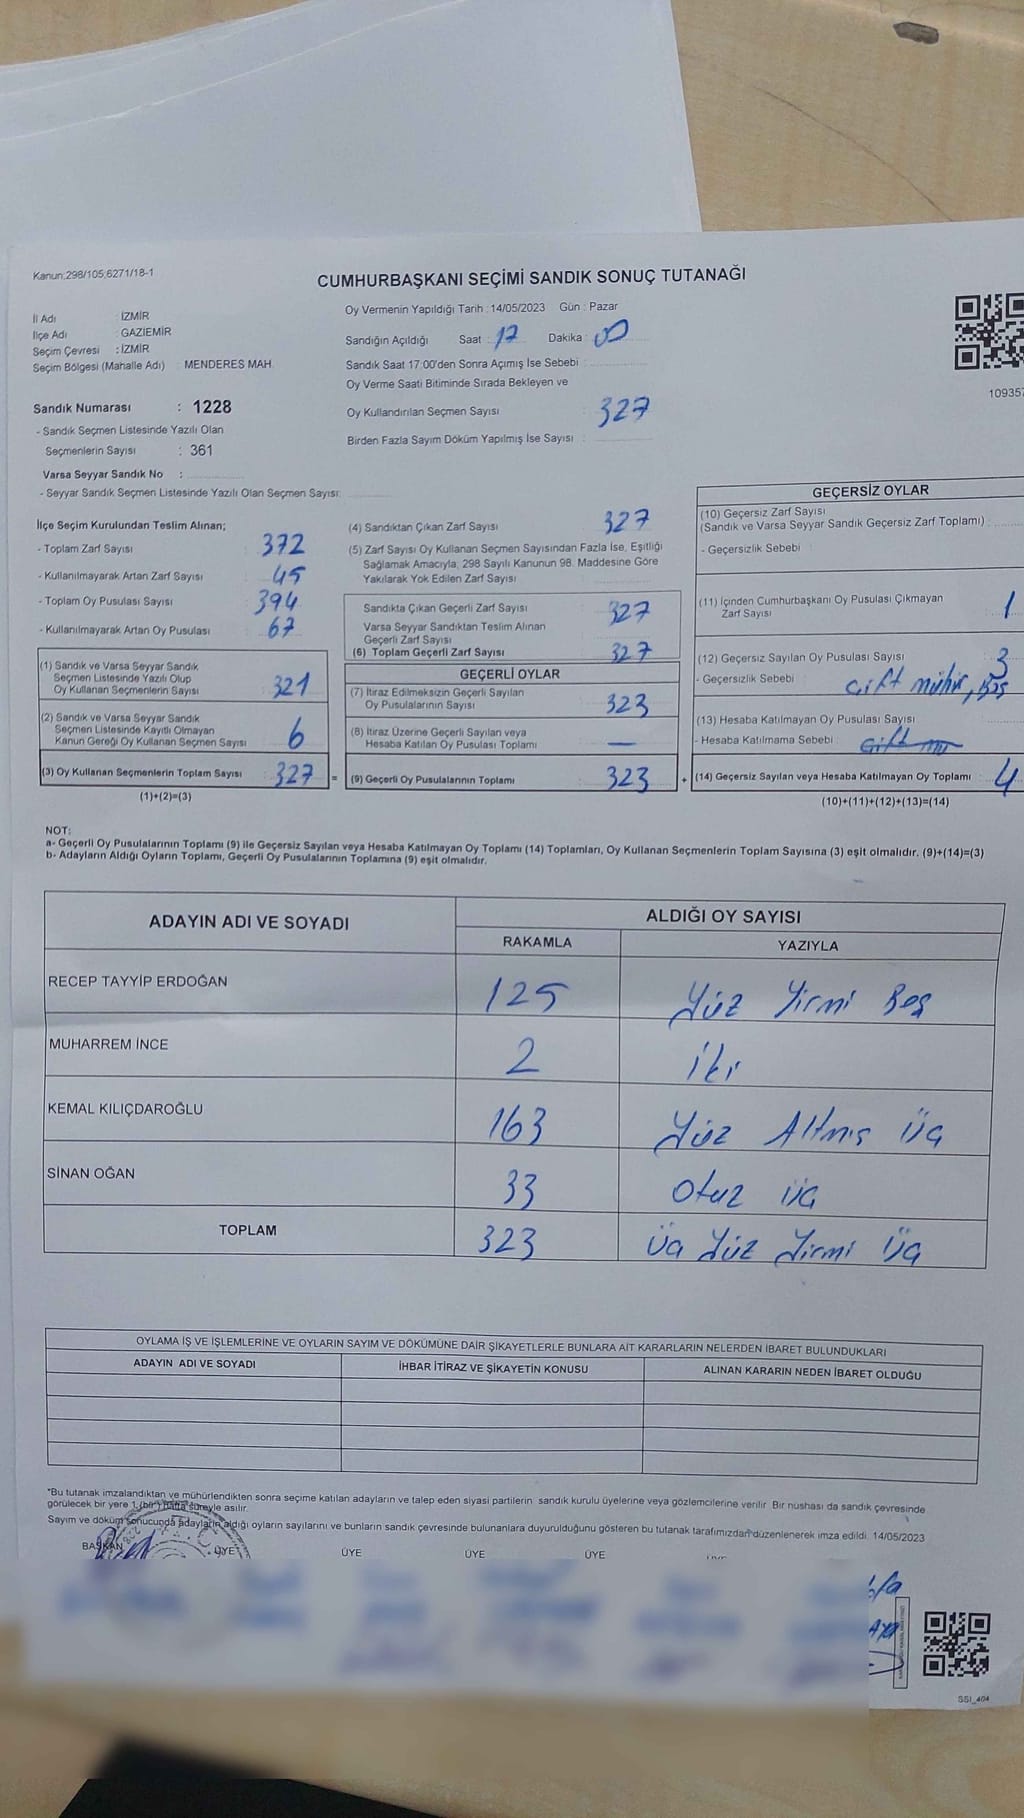 Kanun;298/105;6271/18-1
CUMHURBAŞKANI SEÇİMİ SANDIK SONUÇ TUTANAĞI
İl Adı : İZMİR
İlçe Adı : GAZİEMİR
Seçim Çevresi : İZMİR
Seçim Bölgesi (Mahalle Adı) : MENDERES MAH.
Sandık Numarası : 1228
- Sandık Seçmen Listesinde Yazılı Olan
Seçmenlerin Sayısı : 361
Varsa Seyyar Sandık No :
- Seyyar Sandık Seçmen Listesinde Yazılı Olan Seçmen Sayısı:
Oy Vermenin Yapıldığı Tarih : 14/05/2023 Gün : Pazar
Sandığın Açıldığı Saat : 17 Dakika : 00
Sandık Saat 17:00'den Sonra Açımış İse Sebebi :
Oy Verme Saati Bitiminde Sırada Bekleyen ve
Oy Kullandırılan Seçmen Sayısı 327
Birden Fazla Sayım Döküm Yapılmış İse Sayısı :
109357
İlçe Seçim Kurulundan Teslim Alınan;
- Toplam Zarf Sayısı 372
- Kullanılmayarak Artan Zarf Sayısı 45
- Toplam Oy Pusulası Sayısı 394
- Kullanılmayarak Artan Oy Pusulası 67
(1) Sandık ve Varsa Seyyar Sandık
Seçmen Listesinde Yazılı Olup
Oy Kullanan Seçmenlerin Sayısı 321
(2) Sandık ve Varsa Seyyar Sandık
Seçmen Listesinde Kayıtlı Olmayan
Kanun Gereği Oy Kullanan Seçmen Sayısı 6
(3) Oy Kullanan Seçmenlerin Toplam Sayısı 327 =
(1)+(2)=(3)
(4) Sandıktan Çıkan Zarf Sayısı 327
(5) Zarf Sayısı Oy Kullanan Seçmen Sayısından Fazla İse, Eşitliği
Sağlamak Amacıyla; 298 Sayılı Kanunun 98. Maddesine Göre
Yakılarak Yok Edilen Zarf Sayısı
Sandıkta Çıkan Geçerli Zarf Sayısı 327
Varsa Seyyar Sandıktan Teslim Alınan
Geçerli Zarf Sayısı
(6) Toplam Geçerli Zarf Sayısı 327
GEÇERLİ OYLAR
(7) İtiraz Edilmeksizin Geçerli Sayılan
Oy Pusulalarının Sayısı 323
(8) İtiraz Üzerine Geçerli Sayılan veya
Hesaba Katılan Oy Pusulası Toplamı —
(9) Geçerli Oy Pusulalarının Toplamı 323 +
GEÇERSİZ OYLAR
(10) Geçersiz Zarf Sayısı
(Sandık ve Varsa Seyyar Sandık Geçersiz Zarf Toplamı)
- Geçersizlik Sebebi
(11) İçinden Cumhurbaşkanı Oy Pusulası Çıkmayan
Zarf Sayısı 1
(12) Geçersiz Sayılan Oy Pusulası Sayısı 3
- Geçersizlik Sebebi Çift mühür,
(13) Hesaba Katılmayan Oy Pusulası Sayısı
- Hesaba Katılmama Sebebi
(14) Geçersiz Sayılan veya Hesaba Katılmayan Oy Toplamı 4
(10)+(11)+(12)+(13)=(14)
NOT:
a- Geçerli Oy Pusulalarının Toplamı (9) ile Geçersiz Sayılan veya Hesaba Katılmayan Oy Toplamı (14) Toplamları, Oy Kullanan Seçmenlerin Toplam Sayısına (3) eşit olmalıdır. (9)+(14)=(3)
b- Adayların Aldığı Oyların Toplamı, Geçerli Oy Pusulalarının Toplamına (9) eşit olmalıdır.
ADAYIN ADI VE SOYADI ALDIĞI OY SAYISI
RAKAMLA YAZIYLA
RECEP TAYYİP ERDOĞAN 125 Yüz Yirmi Beş
MUHARREM İNCE 2 İki
KEMAL KILIÇDAROĞLU 163 Yüz Altmış Üç
SİNAN OĞAN 33 Otuz Üç
TOPLAM 323 Üç Yüz Yirmi Üç
OYLAMA İŞ VE İŞLEMLERİNE VE OYLARIN SAYIM VE DÖKÜMÜNE DAİR ŞİKAYETLERLE BUNLARA AİT KARARLARIN NELERDEN İBARET BULUNDUKLARI
ADAYIN ADI VE SOYADI İHBAR İTİRAZ VE ŞİKAYETİN KONUSU ALINAN KARARIN NEDEN İBARET OLDUĞU
*Bu tutanak imzalandıktan ve mühürlendikten sonra seçime katılan adayların ve talep eden siyasi partilerin sandık kurulu üyelerine veya gözlemcilerine verilir. Bir nüshası da sandık çevresinde
görülecek bir yere 1 (bir) hafta süreyle asılır.
Sayım ve döküm sonucunda adayların aldığı oyların sayılarını ve bunların sandık çevresinde bulunanlara duyurulduğunu gösteren bu tutanak tarafımızdan düzenlenerek imza edildi. 14/05/2023
BAŞKAN ÜYE ÜYE ÜYE ÜYE
SSI_404